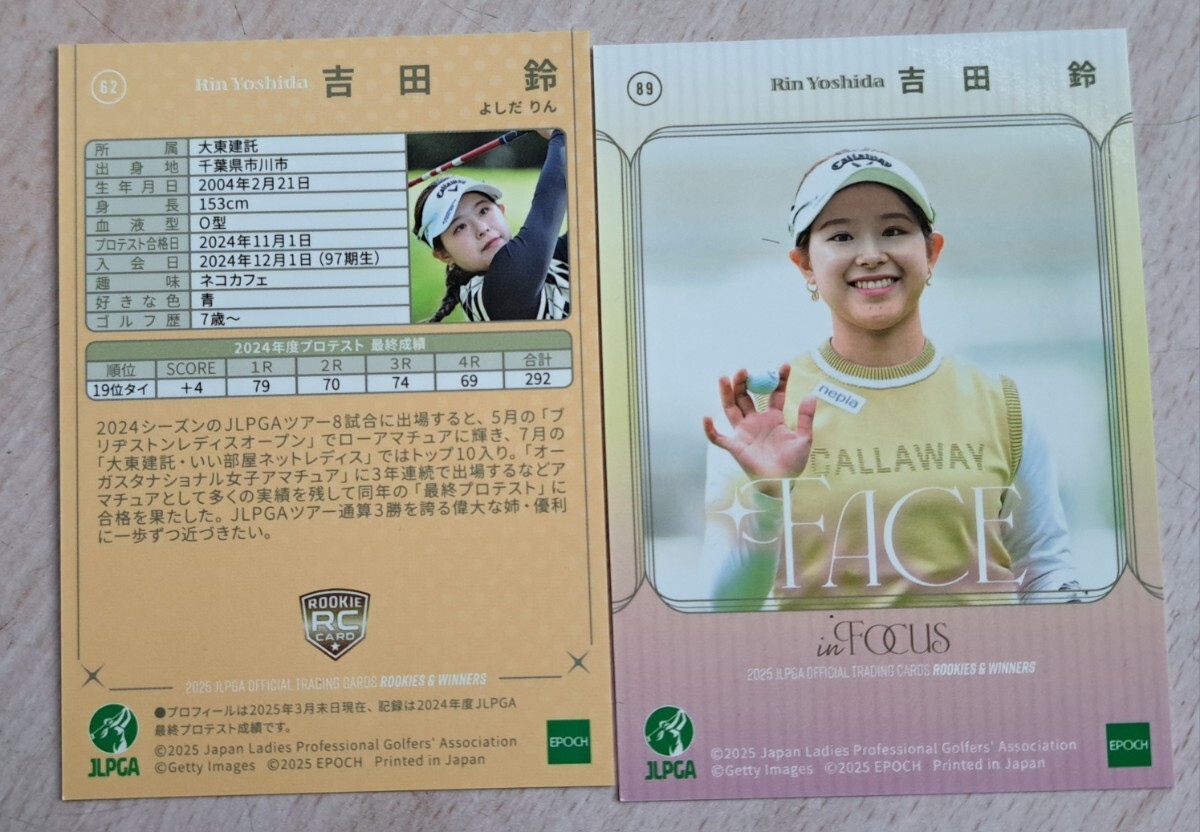 62
Rin Yoshida 吉田 鈴
よしだ りん
所属 大東建託
出身地 千葉県市川市
生年月日 2004年2月21日
身長 153cm
血液型 O型
プロテスト合格日 2024年11月1日
入会日 2024年12月1日（97期生）
趣味 ネコカフェ
好きな色 青
ゴルフ歴 7歳〜
CALLAWAY
2024年度プロテスト 最終成績
順位 SCORE 1R 2R 3R 4R 合計
19位タイ +4 79 70 74 69 292
2024シーズンのJLPGAツアー8試合に出場すると、5月の「ブ
リヂストンレディスオープン」でローアマチュアに輝き、7月の
「大東建託・いい部屋ネットレディス」ではトップ10入り。「オー
ガスタナショナル女子アマチュア」に3年連続で出場するなどア
マチュアとして多くの実績を残して同年の「最終プロテスト」に
合格を果たした。JLPGAツアー通算3勝を誇る偉大な姉・優利
に一歩ずつ近づきたい。
ROOKIE
RC
CARD
2025 JLPGA OFFICIAL TRADING CARDS ROOKIES & WINNERS
●プロフィールは2025年3月末日現在、記録は2024年度JLPGA
最終プロテスト成績です。
©2025 Japan Ladies Professional Golfers' Association
©Getty Images ©2025 EPOCH Printed in Japan
JLPGA
EPOCH
89
Rin Yoshida 吉田 鈴
Callaway
nepia
CALLAWAY
FACE
in FOCUS
2025 JLPGA OFFICIAL TRADING CARDS ROOKIES & WINNERS
©2025 Japan Ladies Professional Golfers' Association
©Getty Images ©2025 EPOCH Printed in Japan
JLPGA
EPOCH